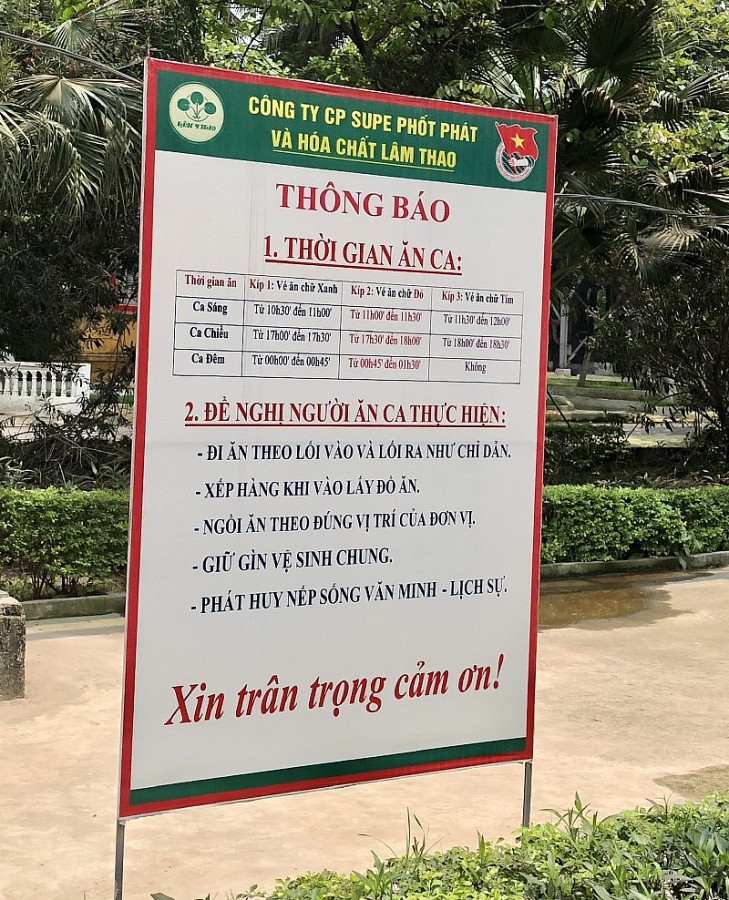 CÔNG TY CP SUPE PHỐT PHÁT
VÀ HÓA CHẤT LÂM THAO
LÂM THAO
THÔNG BÁO
1. THỜI GIAN ĂN CA:
Thời gian ăn Kíp 1: Vé ăn chữ Xanh Kíp 2: Vé ăn chữ Đỏ Kíp 3: Vé ăn chữ Tím
Ca Sáng Từ 10h30' đến 11h00' Từ 11h00' đến 11h30' Từ 11h30' đến 12h00'
Ca Chiều Từ 17h00' đến 17h30' Từ 17h30' đến 18h00' Từ 18h00' đến 18h30'
Ca Đêm Từ 00h00' đến 00h45' Từ 00h45' đến 01h30' Không
2. ĐỀ NGHỊ NGƯỜI ĂN CA THỰC HIỆN:
- ĐI ĂN THEO LỐI VÀO VÀ LỐI RA NHƯ CHỈ DẪN.
- XẾP HÀNG KHI VÀO LẤY ĐỒ ĂN.
- NGỒI ĂN THEO ĐÚNG VỊ TRÍ CỦA ĐƠN VỊ.
- GIỮ GÌN VỆ SINH CHUNG.
- PHÁT HUY NẾP SỐNG VĂN MINH - LỊCH SỰ.
Xin trân trọng cảm ơn!